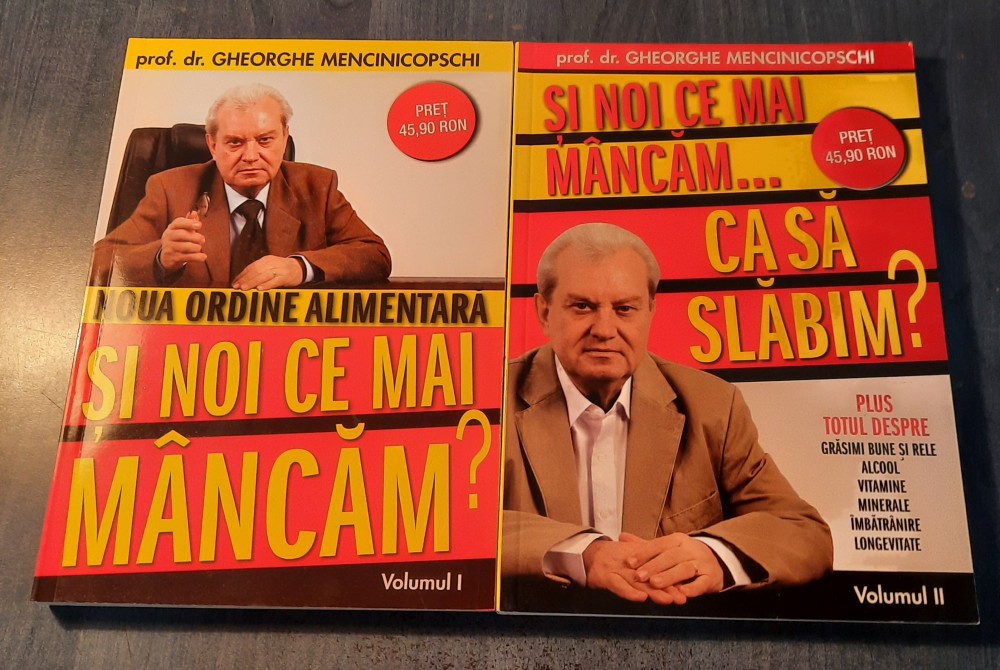 prof. dr. GHEORGHE MENCINICOPSCHI
PREȚ
45,90 RON
NOUA ORDINE ALIMENTARĂ
ȘI NOI CE MAI
MÂNCĂM?
Volumul I
prof. dr. GHEORGHE MENCINICOPSCHI
ȘI NOI CE MAI
MÂNCĂM...
PREȚ
45,90 RON
CA SĂ
SLĂBIM?
PLUS
TOTUL DESPRE
GRĂSIMI BUNE ȘI RELE
ALCOOL
VITAMINE
MINERALE
ÎMBĂTRÂNIRE
LONGEVITATE
Volumul II